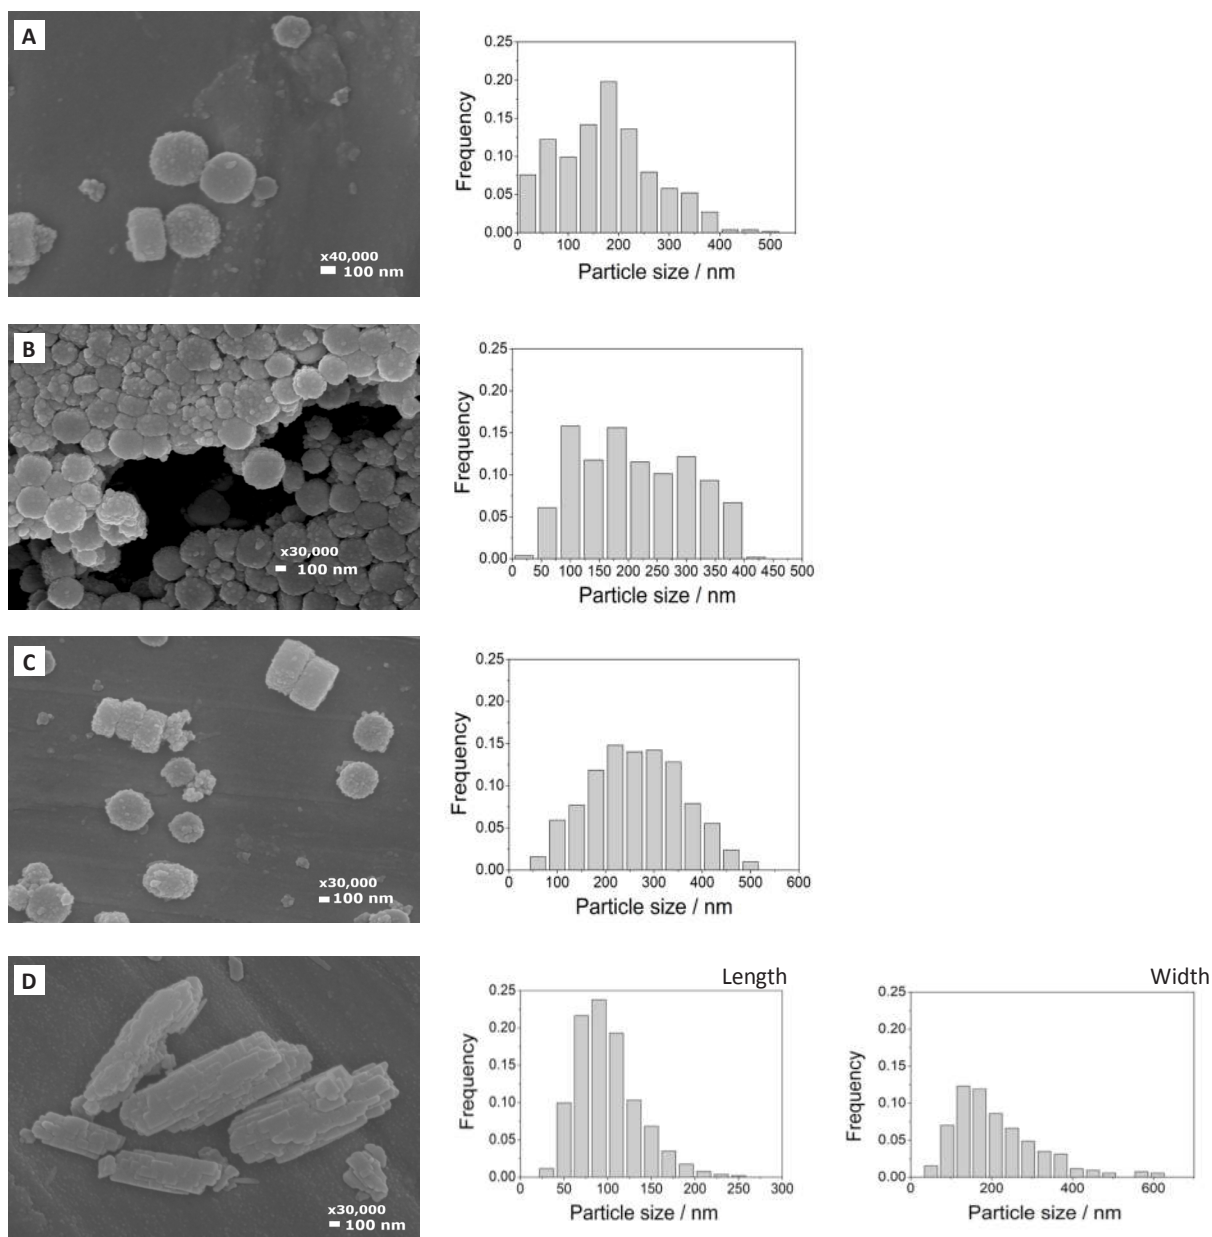 A
x40,000
100 nm
0.25
0.20
0.15
0.10
0.05
0.00
Frequency
0 100 200 300 400 500
Particle size / nm
B
x30,000
100 nm
0.25
0.20
0.15
0.10
0.05
0.00
Frequency
0 50 100 150 200 250 300 350 400 450 500
Particle size / nm
C
x30,000
100 nm
0.25
0.20
0.15
0.10
0.05
0.00
Frequency
0 100 200 300 400 500 600
Particle size / nm
D
x30,000
100 nm
Length
0.25
0.20
0.15
0.10
0.05
0.00
Frequency
0 50 100 150 200 250 300
Particle size / nm
Width
0.25
0.20
0.15
0.10
0.05
0.00
Frequency
0 200 400 600
Particle size / nm